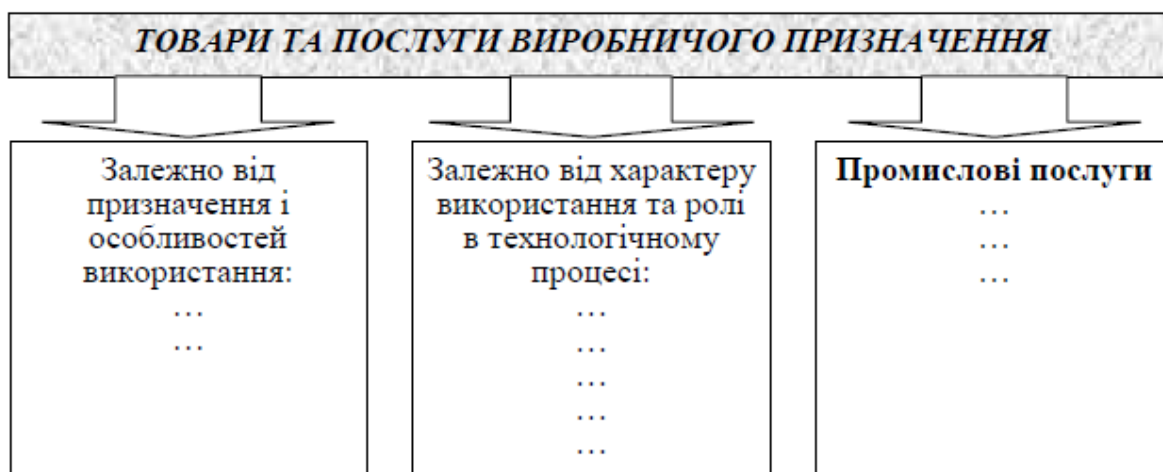 ТОВАРИ ТА ПОСЛУГИ ВИРОБНИЧОГО ПРИЗНАЧЕННЯ
Залежно від
призначення і
особливостей
використання:
…
…
Залежно від характеру
використання та ролі
в технологічному
процесі:
…
…
…
…
…
Промислові послуги
…
…
…